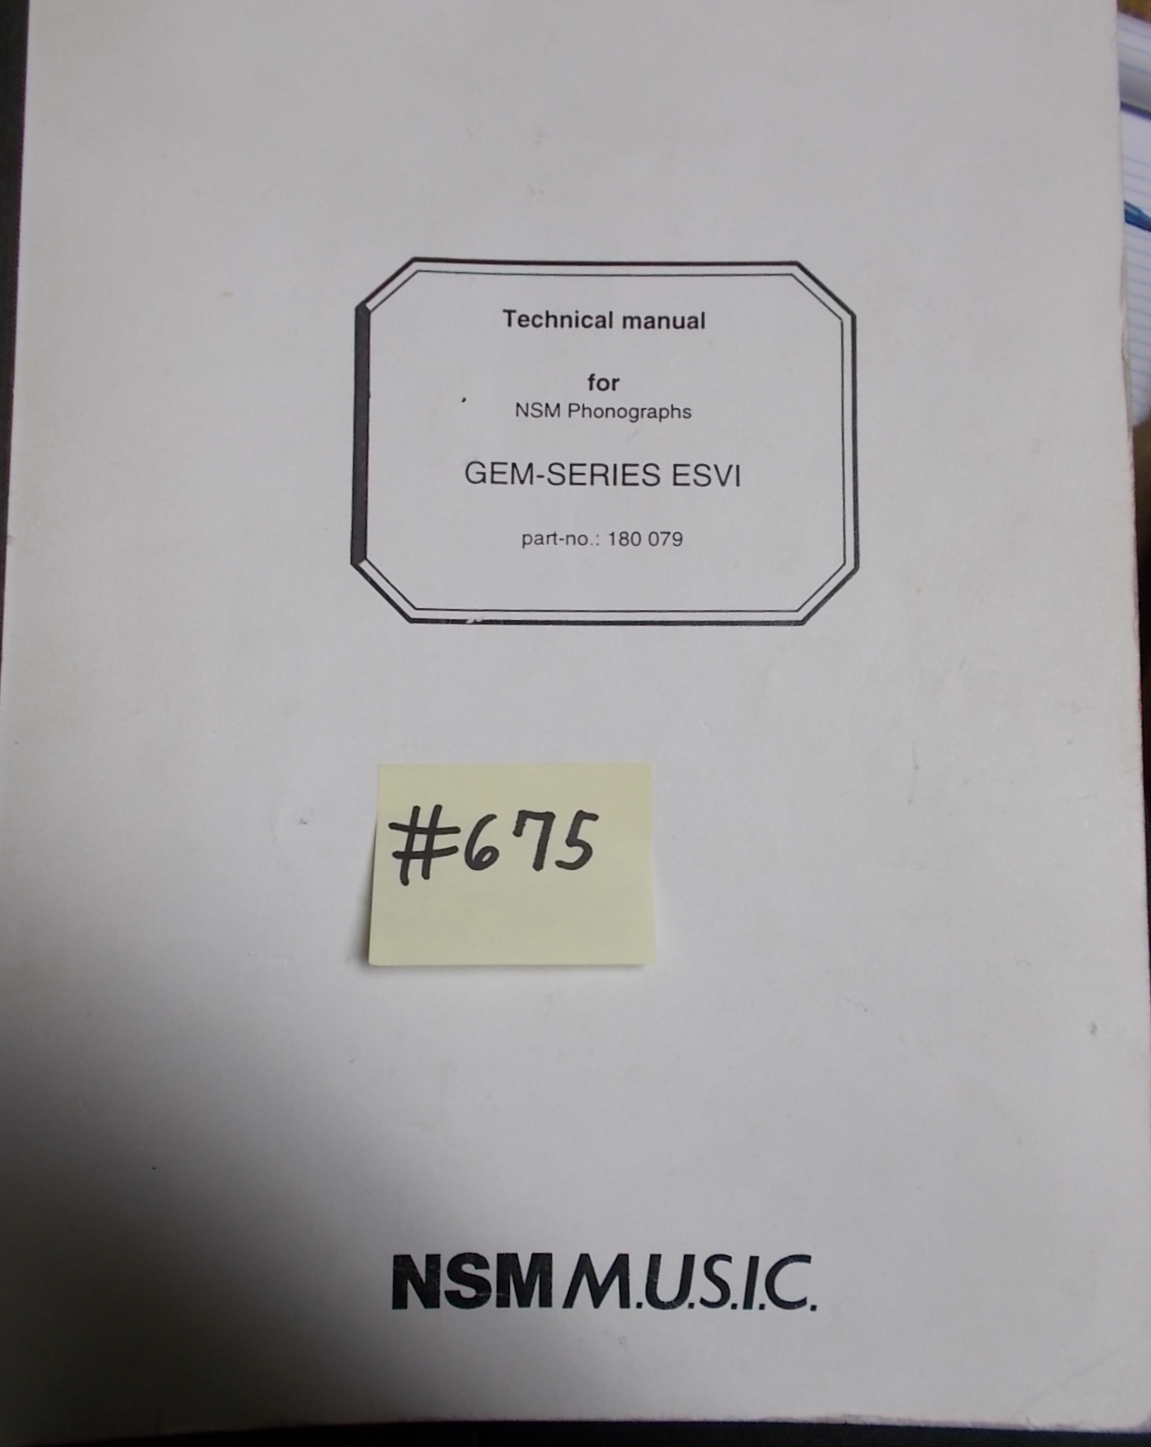 Technical manual
for
NSM Phonographs
GEM-SERIES ESVI
part-no.: 180 079
#675
NSM M.U.S.I.C.